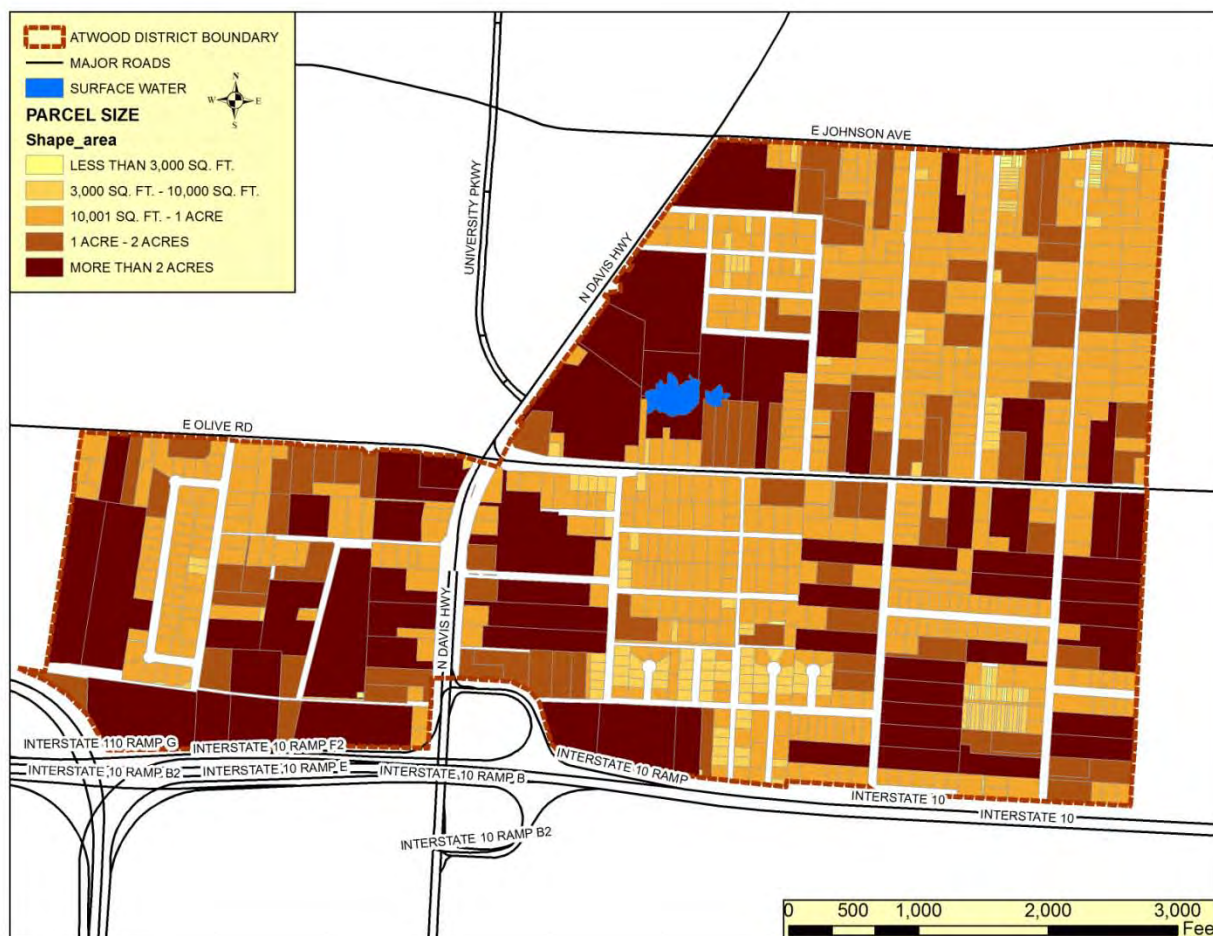 ATWOOD DISTRICT BOUNDARY
MAJOR ROADS
SURFACE WATER
N
W
E
S
PARCEL SIZE
Shape_area
LESS THAN 3,000 SQ. FT.
3,000 SQ. FT. - 10,000 SQ. FT.
10,001 SQ. FT. - 1 ACRE
1 ACRE - 2 ACRES
MORE THAN 2 ACRES
E JOHNSON AVE
UNIVERSITY PKWY
N DAVIS HWY
E OLIVE RD
N DAVIS HWY
INTERSTATE 110 RAMP G
INTERSTATE 10 RAMP F2
INTERSTATE 10 RAMP B2
INTERSTATE 10 RAMP E
INTERSTATE 10 RAMP B
INTERSTATE 10 RAMP
INTERSTATE 10
INTERSTATE 10
INTERSTATE 10 RAMP B2
0 500 1,000 2,000 3,000
Fee